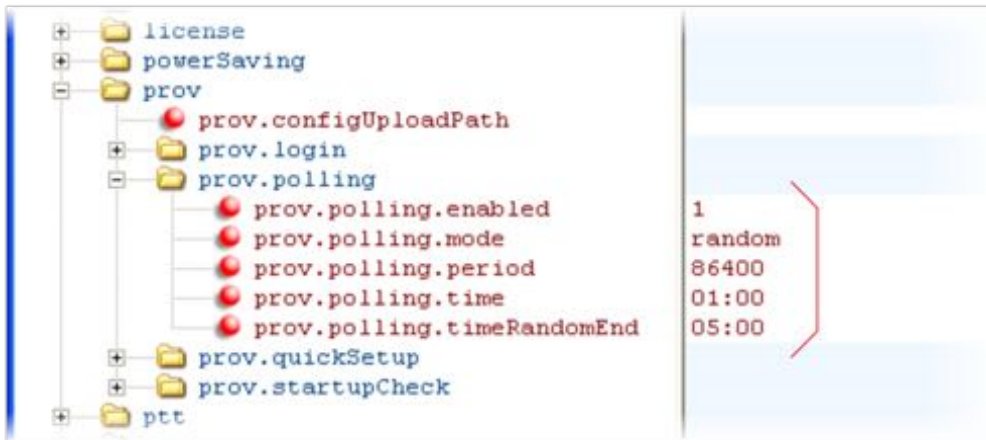 license
powerSaving
prov
prov.configUploadPath
prov.login
prov.polling
prov.polling.enabled 1
prov.polling.mode random
prov.polling.period 86400
prov.polling.time 01:00
prov.polling.timeRandomEnd 05:00
prov.quickSetup
prov.startupCheck
ptt